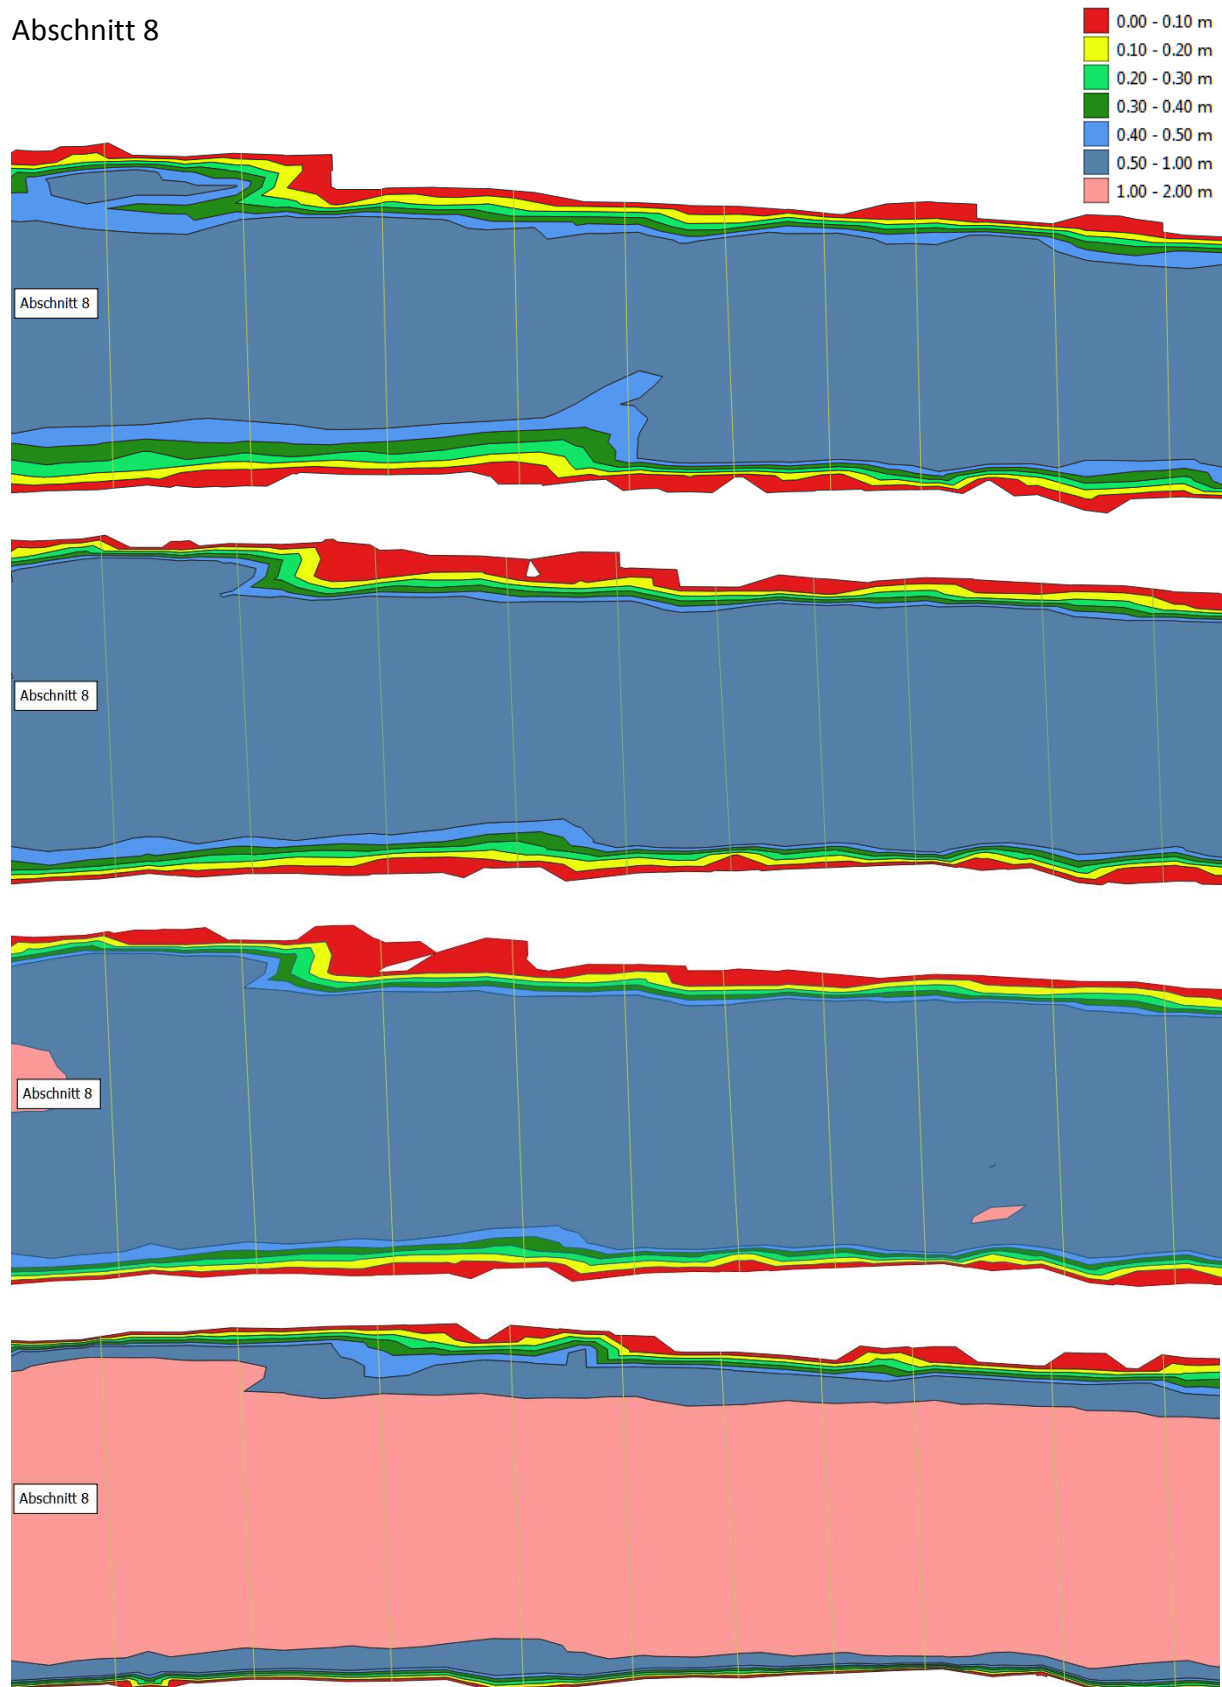 Abschnitt 8
0.00 - 0.10 m
0.10 - 0.20 m
0.20 - 0.30 m
0.30 - 0.40 m
0.40 - 0.50 m
0.50 - 1.00 m
1.00 - 2.00 m
Abschnitt 8
Abschnitt 8
Abschnitt 8
Abschnitt 8